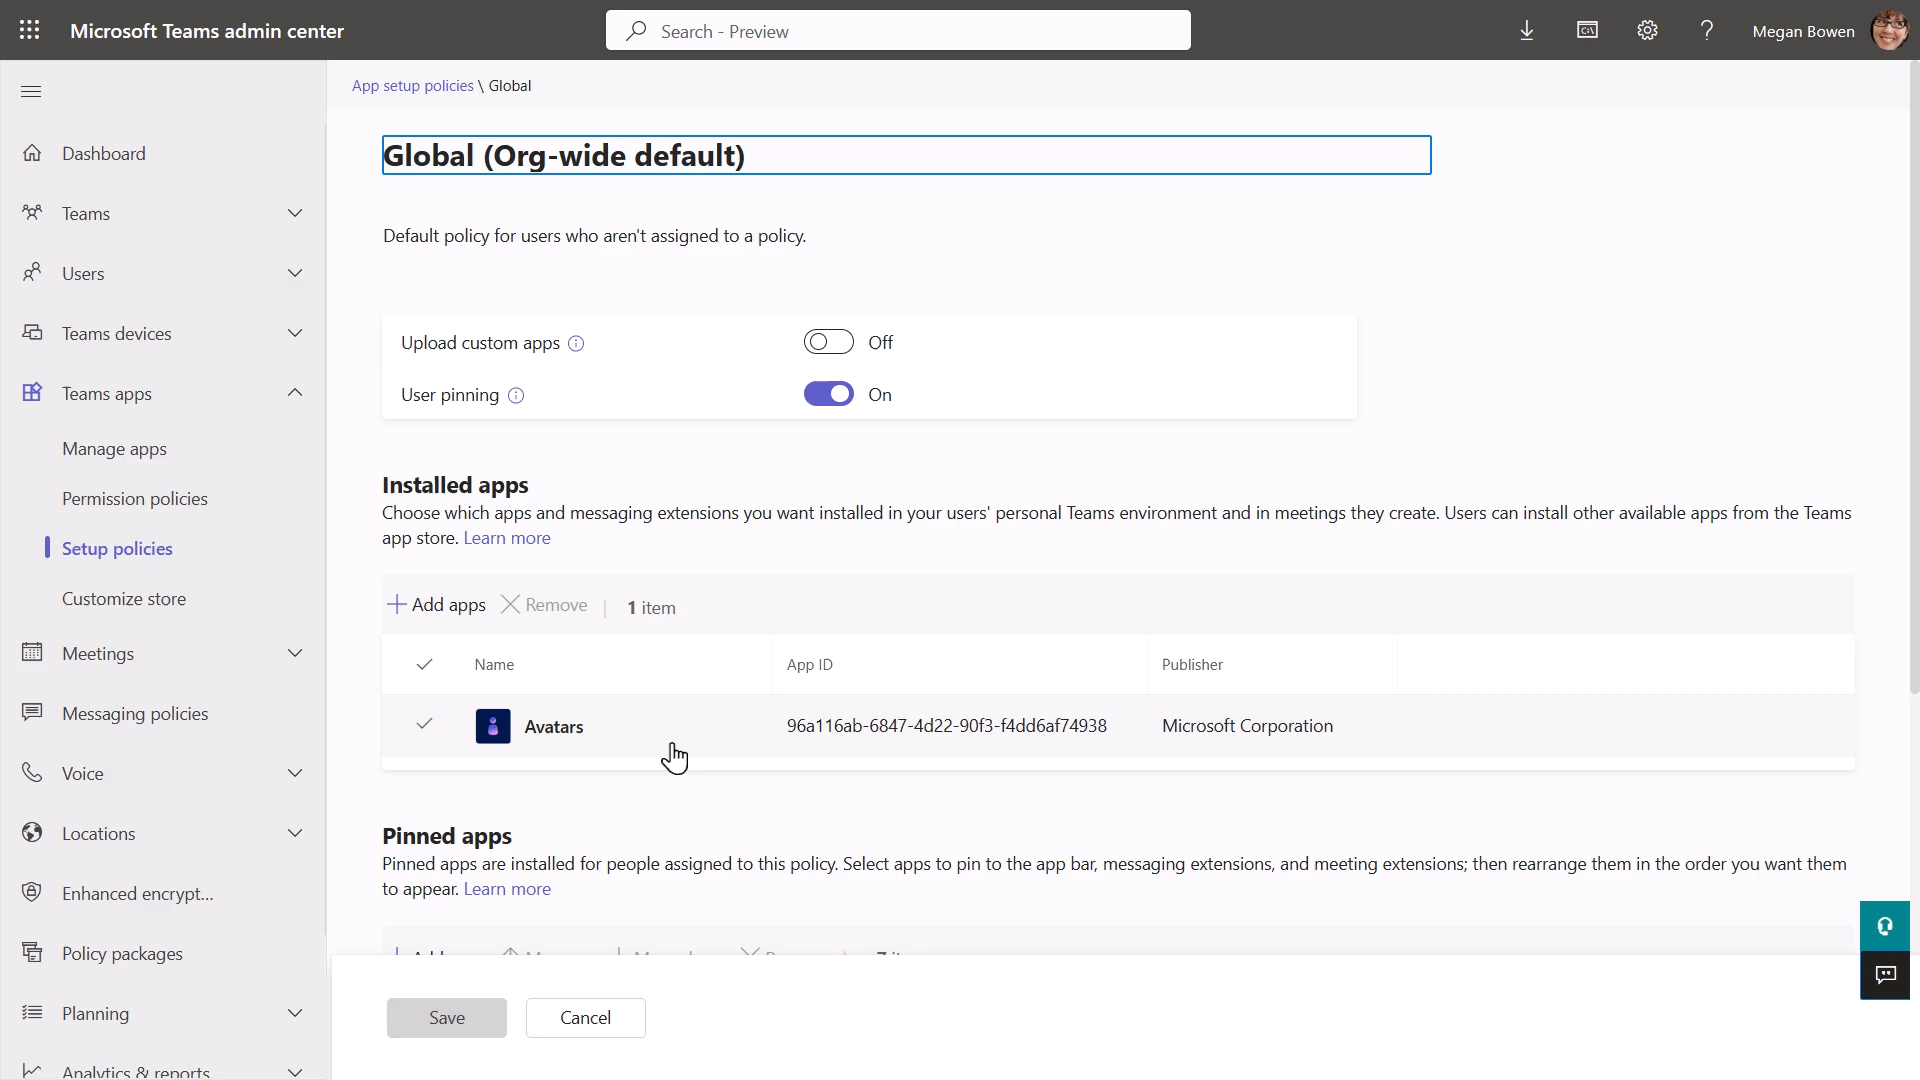 Microsoft Teams admin center
Search - Preview
Megan Bowen
App setup policies \ Global
Dashboard
Teams
Users
Teams devices
Teams apps
Manage apps
Permission policies
Setup policies
Customize store
Meetings
Messaging policies
Voice
Locations
Enhanced encrypt...
Policy packages
Planning
Analytics & reports
Global (Org-wide default)
Default policy for users who aren't assigned to a policy.
Upload custom apps
Off
User pinning
On
Installed apps
Choose which apps and messaging extensions you want installed in your users' personal Teams environment and in meetings they create. Users can install other available apps from the Teams
app store. Learn more
Add apps Remove | 1 item
Name App ID Publisher
Avatars 96a116ab-6847-4d22-90f3-f4dd6af74938 Microsoft Corporation
Pinned apps
Pinned apps are installed for people assigned to this policy. Select apps to pin to the app bar, messaging extensions, and meeting extensions; then rearrange them in the order you want them
to appear. Learn more
Save Cancel